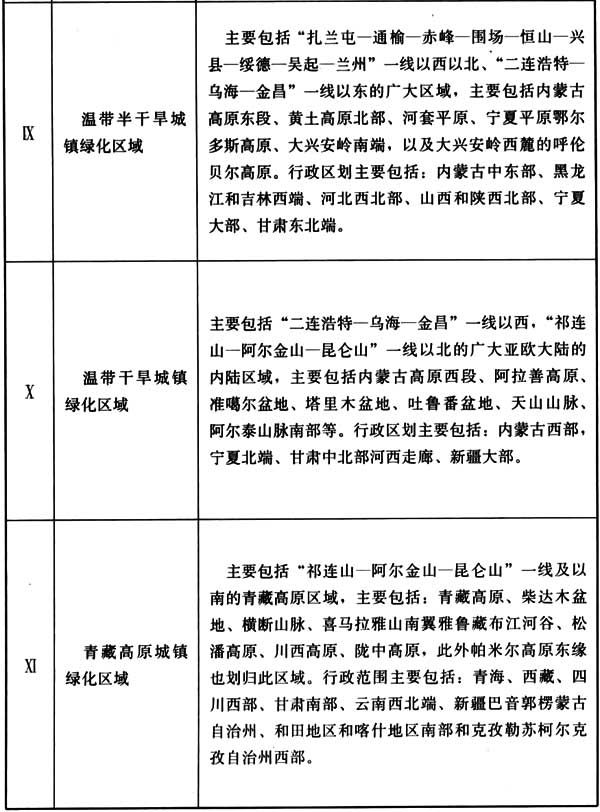 Ⅸ
温带半干旱城
镇绿化区域
主要包括“扎兰屯—通榆—赤峰—围场—恒山—兴
县—绥德—吴起—兰州”一线以西以北、“二连浩特—
乌海—金昌”一线以东的广大区域，主要包括内蒙古
高原东段、黄土高原北部、河套平原、宁夏平原鄂尔
多斯高原、大兴安岭南端，以及大兴安岭西麓的呼伦
贝尔高原。行政区划主要包括：内蒙古中东部、黑龙
江和吉林西端、河北西北部、山西和陕西北部、宁夏
大部、甘肃东北端。
Ⅹ
温带干旱城镇
绿化区域
主要包括“二连浩特—乌海—金昌”一线以西，“祁连
山—阿尔金山—昆仑山”一线以北的广大亚欧大陆的
内陆区域，主要包括内蒙古高原西段、阿拉善高原、
准噶尔盆地、塔里木盆地、吐鲁番盆地、天山山脉、
阿尔泰山脉南部等。行政区划主要包括：内蒙古西部，
宁夏北端、甘肃中北部河西走廊、新疆大部。
Ⅺ
青藏高原城镇
绿化区域
主要包括“祁连山—阿尔金山—昆仑山”一线及以
南的青藏高原区域，主要包括：青藏高原、柴达木盆
地、横断山脉、喜马拉雅山南翼雅鲁藏布江河谷、松
潘高原、川西高原、陇中高原，此外帕米尔高原东缘
也划归此区域。行政范围主要包括：青海、西藏、四
川西部、甘肃南部、云南西北端、新疆巴音郭楞蒙古
自治州、和田地区和喀什地区南部和克孜勒苏柯尔克
孜自治州西部。